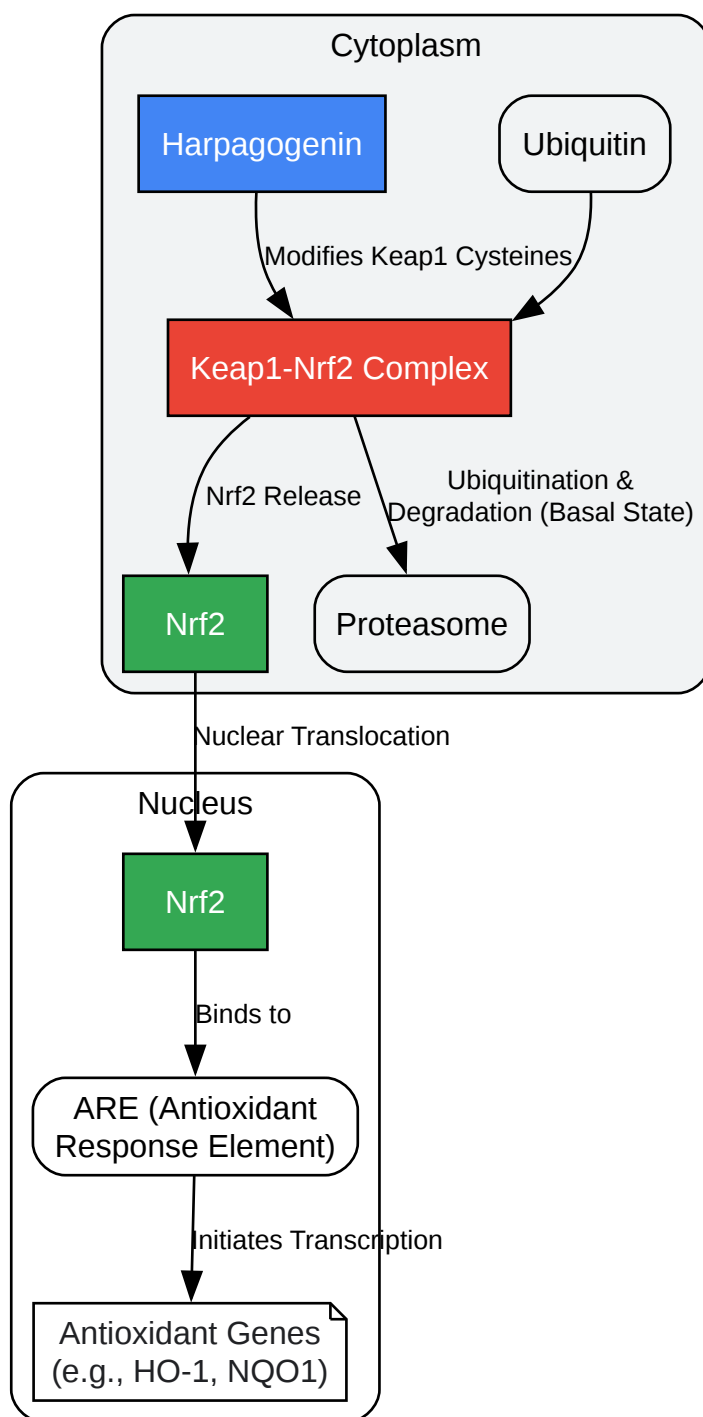 Cytoplasm
Harpagogenin
Ubiquitin
Modifies Keap1 Cysteines
Keap1-Nrf2 Complex
Nrf2 Release
Ubiquitination &
Degradation (Basal State)
Nrf2
Proteasome
Nuclear Translocation
Nucleus
Nrf2
Binds to
ARE (Antioxidant
Response Element)
Initiates Transcription
Antioxidant Genes
(e.g., HO-1, NQO1)